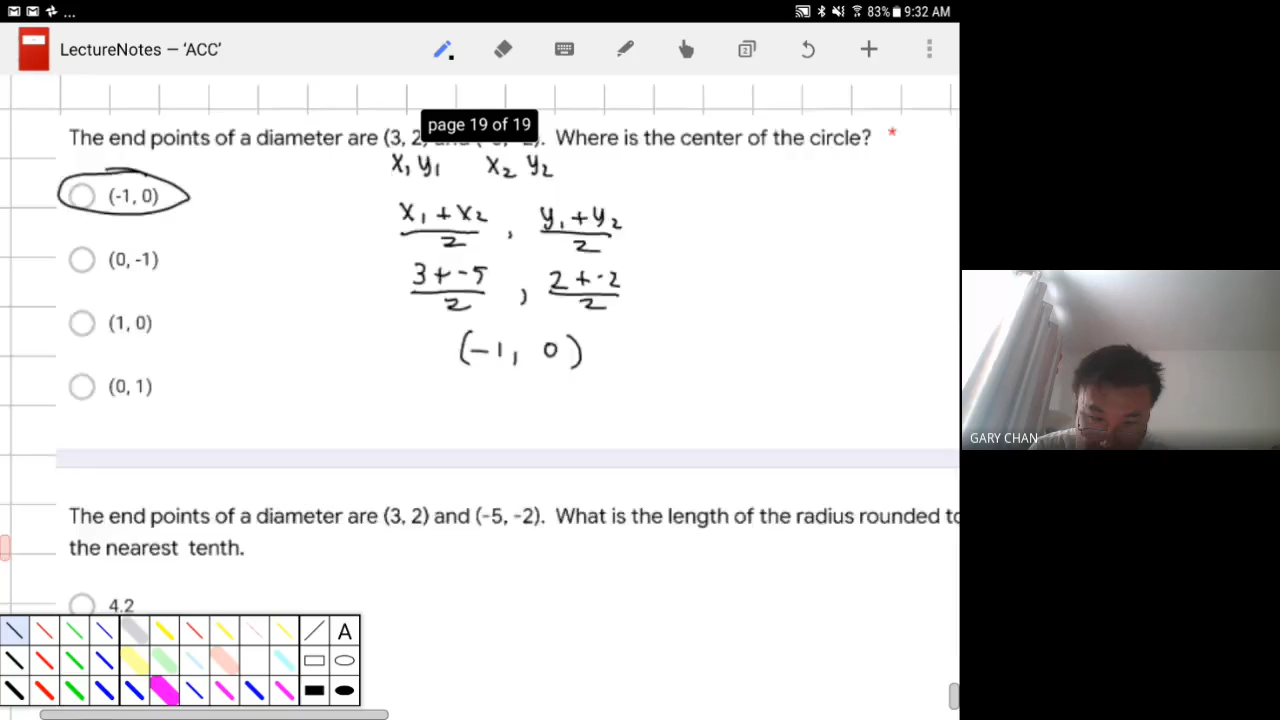 ... 83% 9:32 AM
LectureNotes – 'ACC'
2
page 19 of 19
The end points of a diameter are (3, 2 Where is the center of the circle? *
x₁ y₁ x₂ y₂
(-1, 0)
x₁ + x₂ / 2 , y₁ + y₂ / 2
(0, -1)
3 + -5 / 2 , 2 + -2 / 2
(1, 0)
(-1, 0)
(0, 1)
GARY CHAN
The end points of a diameter are (3, 2) and (-5, -2). What is the length of the radius rounded to
the nearest tenth.
4.2
A